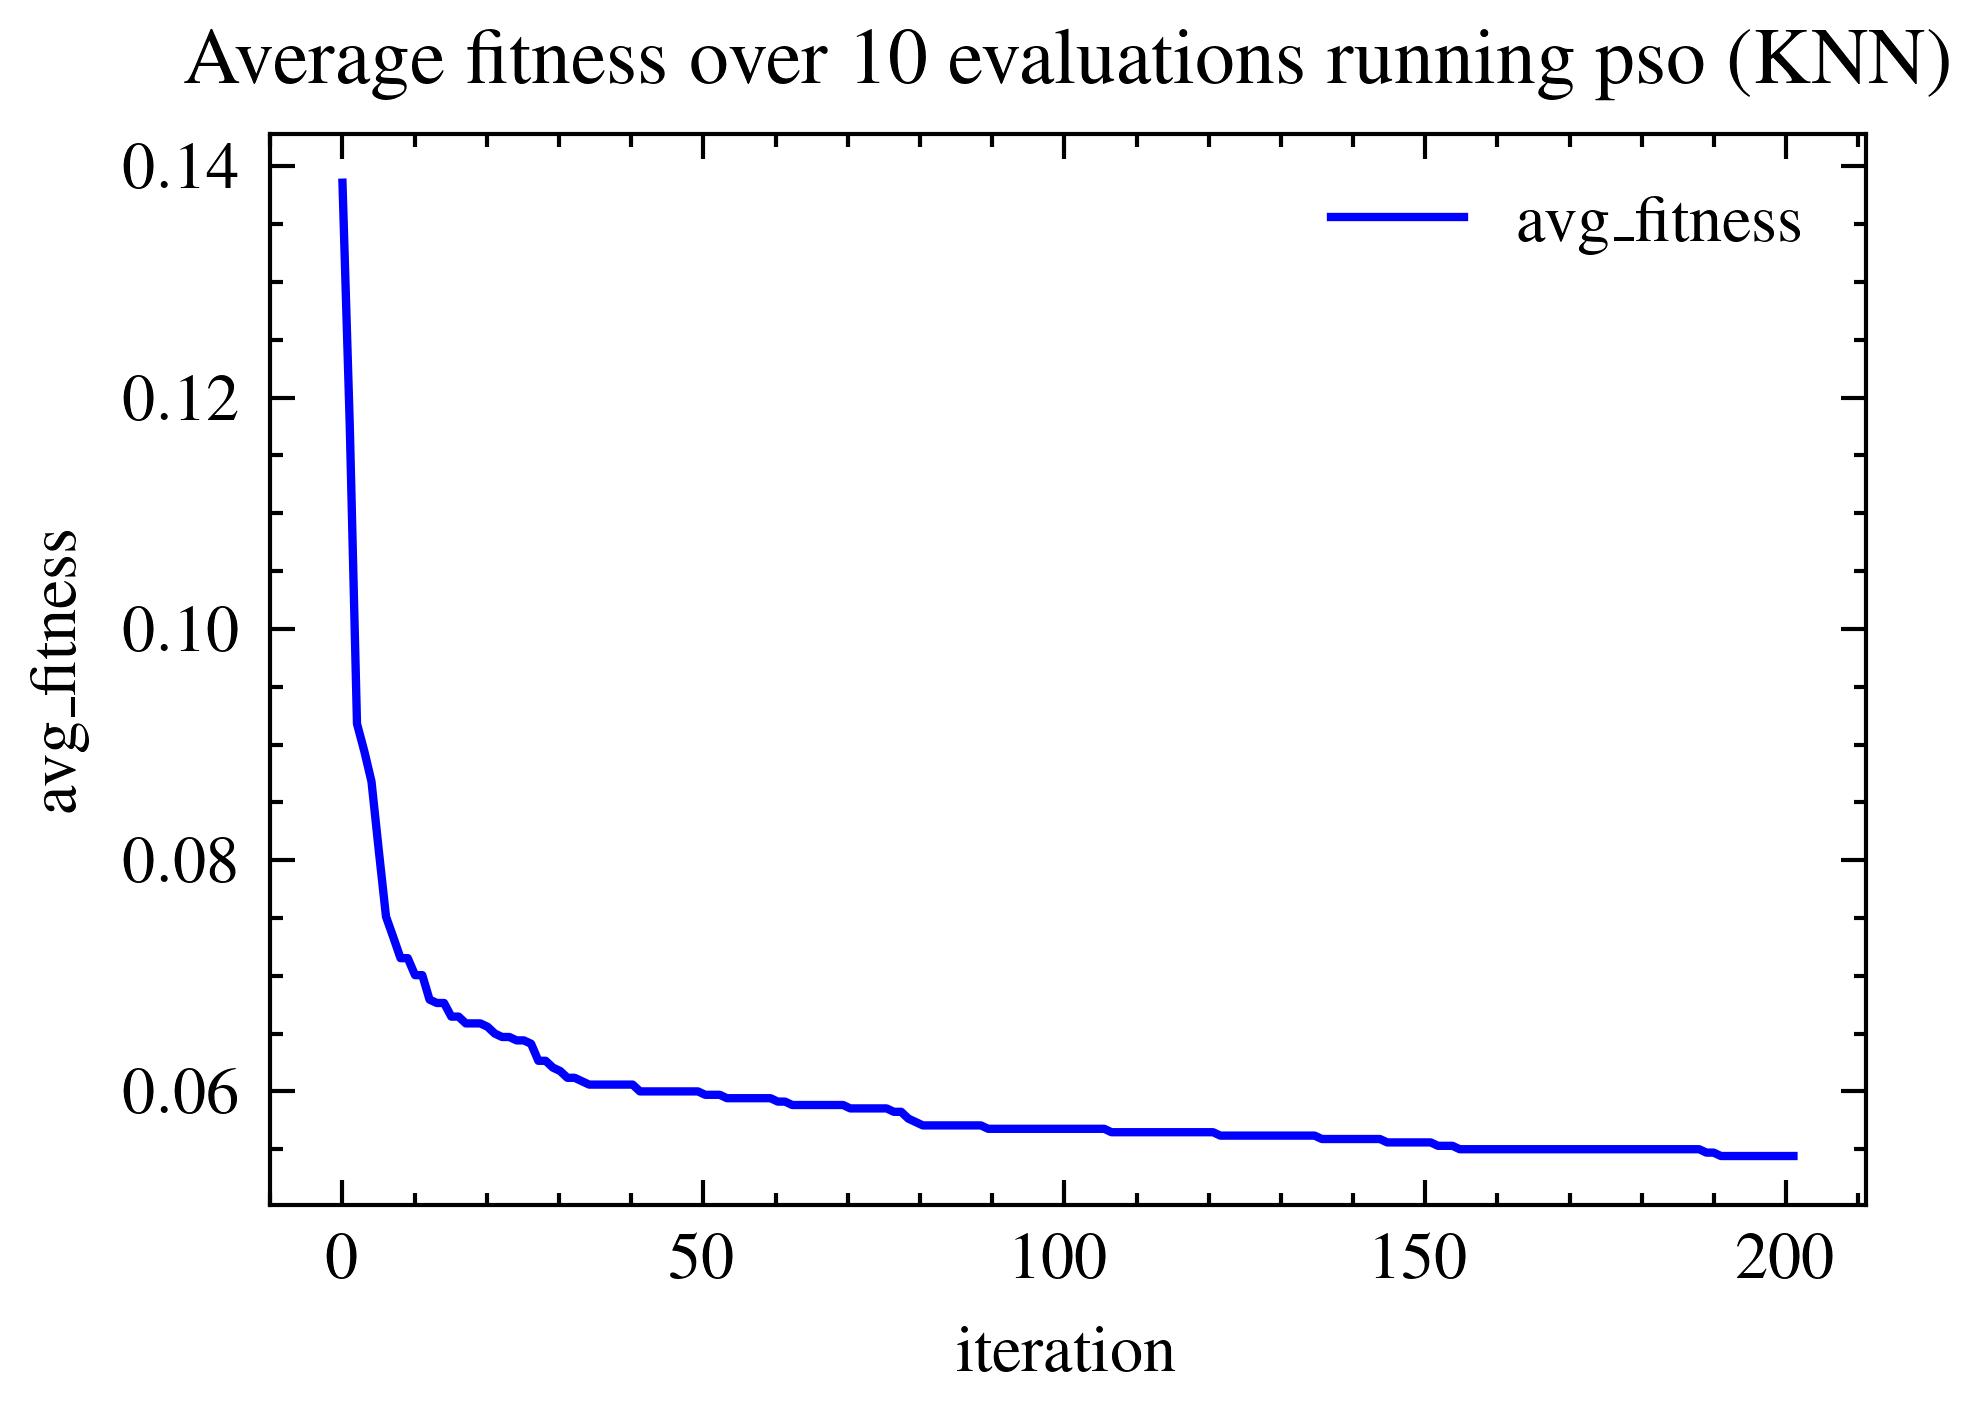 Average fitness over 10 evaluations running pso (KNN)
avg_fitness
0.14
0.12
0.10
0.08
0.06
avg_fitness
0 50 100 150 200
iteration